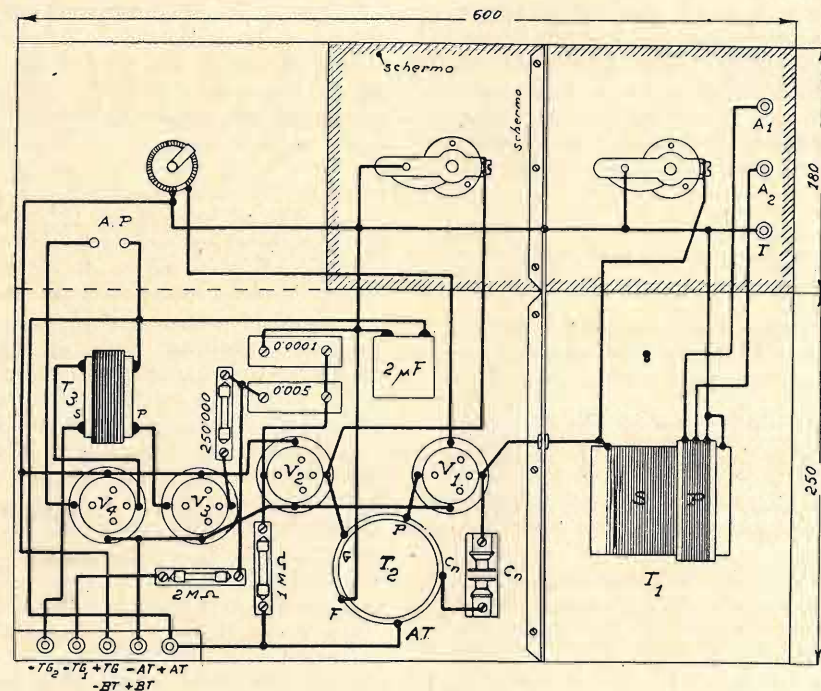 600
schermo
schermo
A1
A2
T
180
A.P
0.0001
0.005
2 µF
250'000
T3
S
P
V4
V3
V2
V1
G
P
T2
F
A.T.
Cn
Cn
S
P
T1
250
2 MΩ
1 MΩ
-TG2 -TG1 +TG -AT +AT
-BT +BT